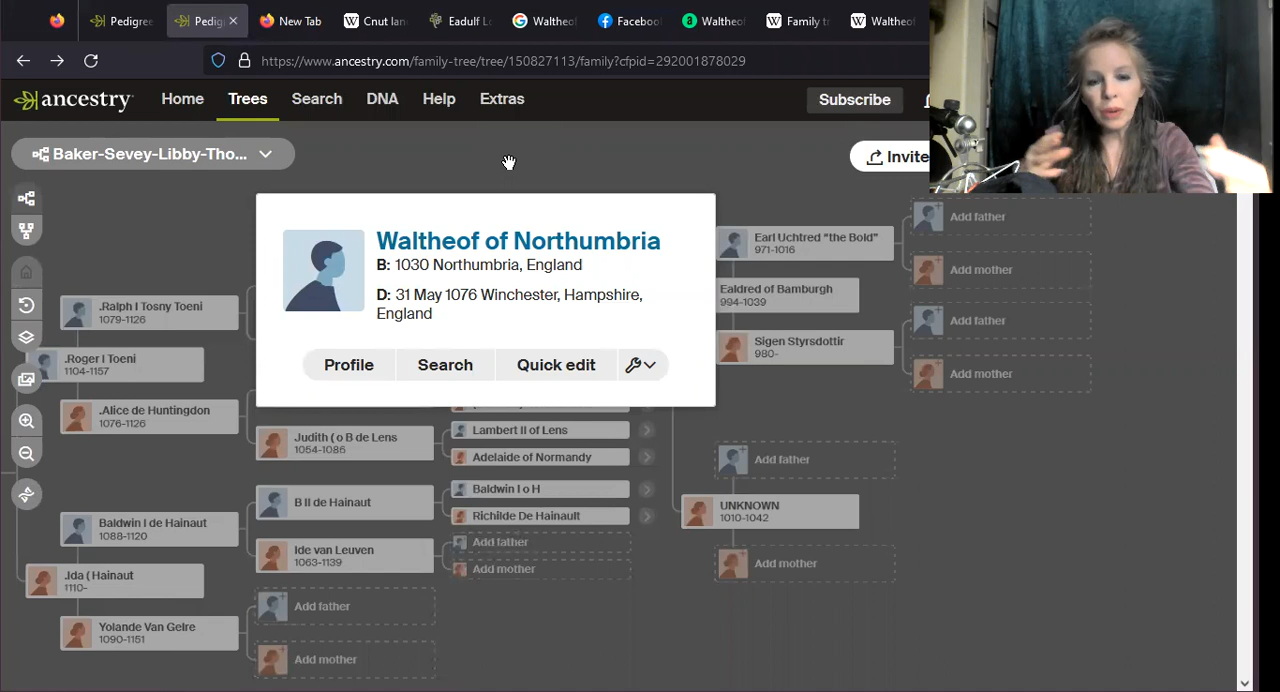 Pedigree
Pedig
New Tab
Cnut
Eadulf
Waltheof
Facebook
Waltheof
Family
Waltheof
https://www.ancestry.com/family-tree/tree/150827113/family?cfpid=292001878029
ancestry
Home
Trees
Search
DNA
Help
Extras
Subscribe
Baker-Sevey-Libby-Tho...
Invite
Waltheof of Northumbria
B: 1030 Northumbria, England
D: 31 May 1076 Winchester, Hampshire,
England
Profile
Search
Quick edit
.Ralph I Tosny Toeni
1079-1126
.Roger I Toeni
1104-1157
.Alice de Huntingdon
1076-1126
Judith ( o B de Lens
1054-1086
Lambert II of Lens
Adelaide of Normandy
B II de Hainaut
Baldwin I o H
Richilde De Hainault
Baldwin I de Hainaut
1088-1120
Ide van Leuven
1063-1139
Add father
Add mother
.Ida ( Hainaut
1110-
Yolande Van Gelre
1090-1151
Add father
Add mother
Earl Uchtred "the Bold"
971-1016
Ealdred of Bamburgh
994-1039
Sigen Styrsdottir
980-
Add father
Add mother
Add father
Add mother
Add father
UNKNOWN
1010-1042
Add mother